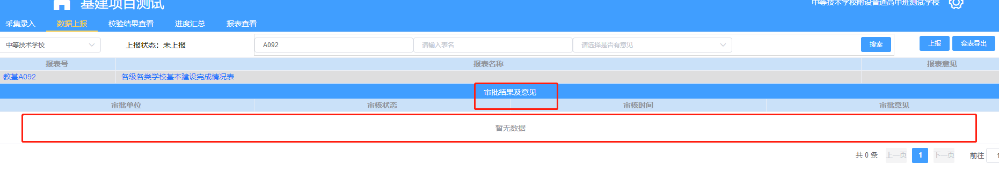 基建项目测试
中等技术学校附设普通高中班测试学校
采集录入 数据上报 校验结果查看 进度汇总 报表查看
中等技术学校 上报状态：未上报 A092 请输入表名 请选择是否有意见 搜索 上报 套表导出
报表号 报表名称 报表意见
教基A092 各级各类学校基本建设完成情况表
审批结果及意见
审批单位 审核状态 审核时间 审批意见
暂无数据
共 0 条 上一页 1 下一页 前往 1